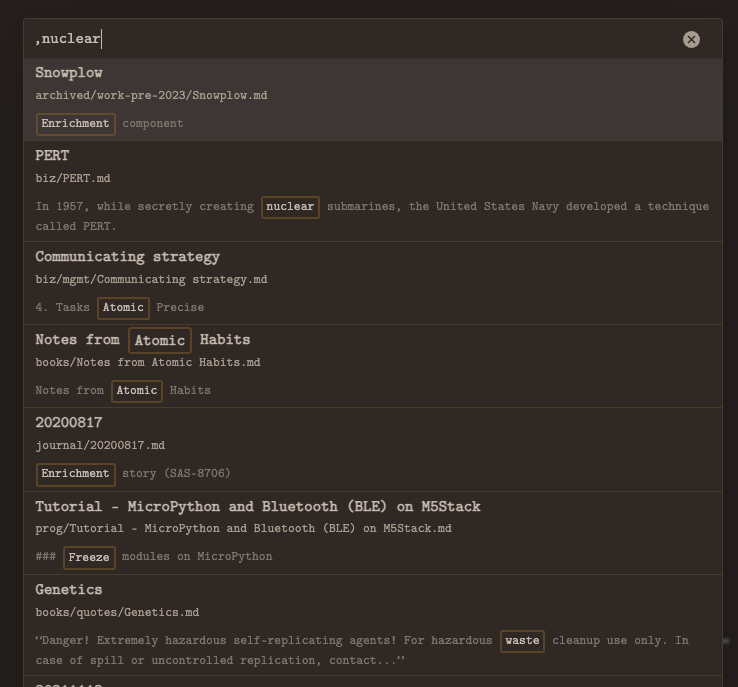 ,nuclear
Snowplow
archived/work-pre-2023/Snowplow.md
Enrichment component
PERT
biz/PERT.md
In 1957, while secretly creating nuclear submarines, the United States Navy developed a technique
called PERT.
Communicating strategy
biz/mgmt/Communicating strategy.md
4. Tasks Atomic Precise
Notes from Atomic Habits
books/Notes from Atomic Habits.md
Notes from Atomic Habits
20200817
journal/20200817.md
Enrichment story (SAS-8706)
Tutorial - MicroPython and Bluetooth (BLE) on M5Stack
prog/Tutorial - MicroPython and Bluetooth (BLE) on M5Stack.md
### Freeze modules on MicroPython
Genetics
books/quotes/Genetics.md
“Danger! Extremely hazardous self-replicating agents! For hazardous waste cleanup use only. In
case of spill or uncontrolled replication, contact...”